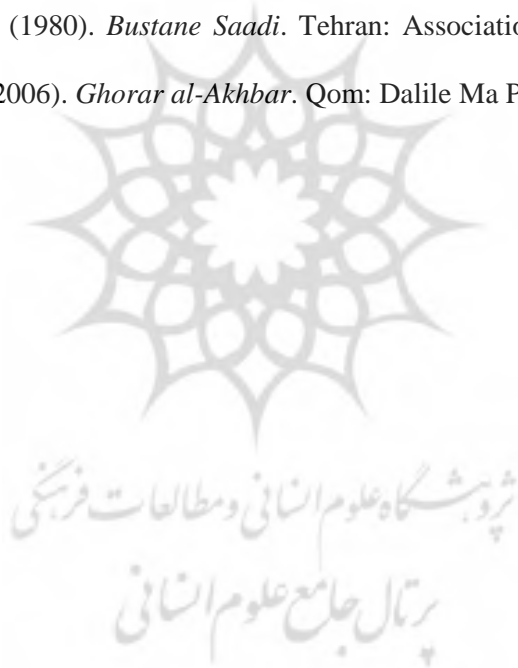 (1980). Bustane Saadi. Tehran: Associatio
2006). Ghorar al-Akhbar. Qom: Dalile Ma P
پژوهشگاه علوم انسانی و مطالعات فرهنگی
پرتال جامع علوم انسانی